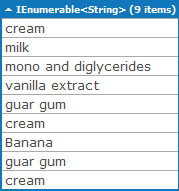 IEnumerable<String> (9 items)
cream
milk
mono and diglycerides
vanilla extract
guar gum
cream
Banana
guar gum
cream